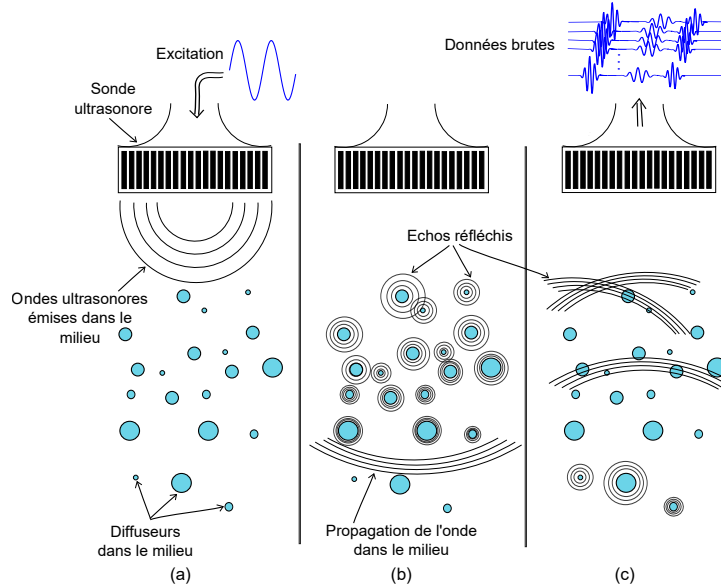 Excitation
Données brutes
Sonde
ultrasonore
Echos réfléchis
Ondes ultrasonores
émises dans le
milieu
Diffuseurs
dans le milieu
Propagation de l'onde
dans le milieu
(a)
(b)
(c)